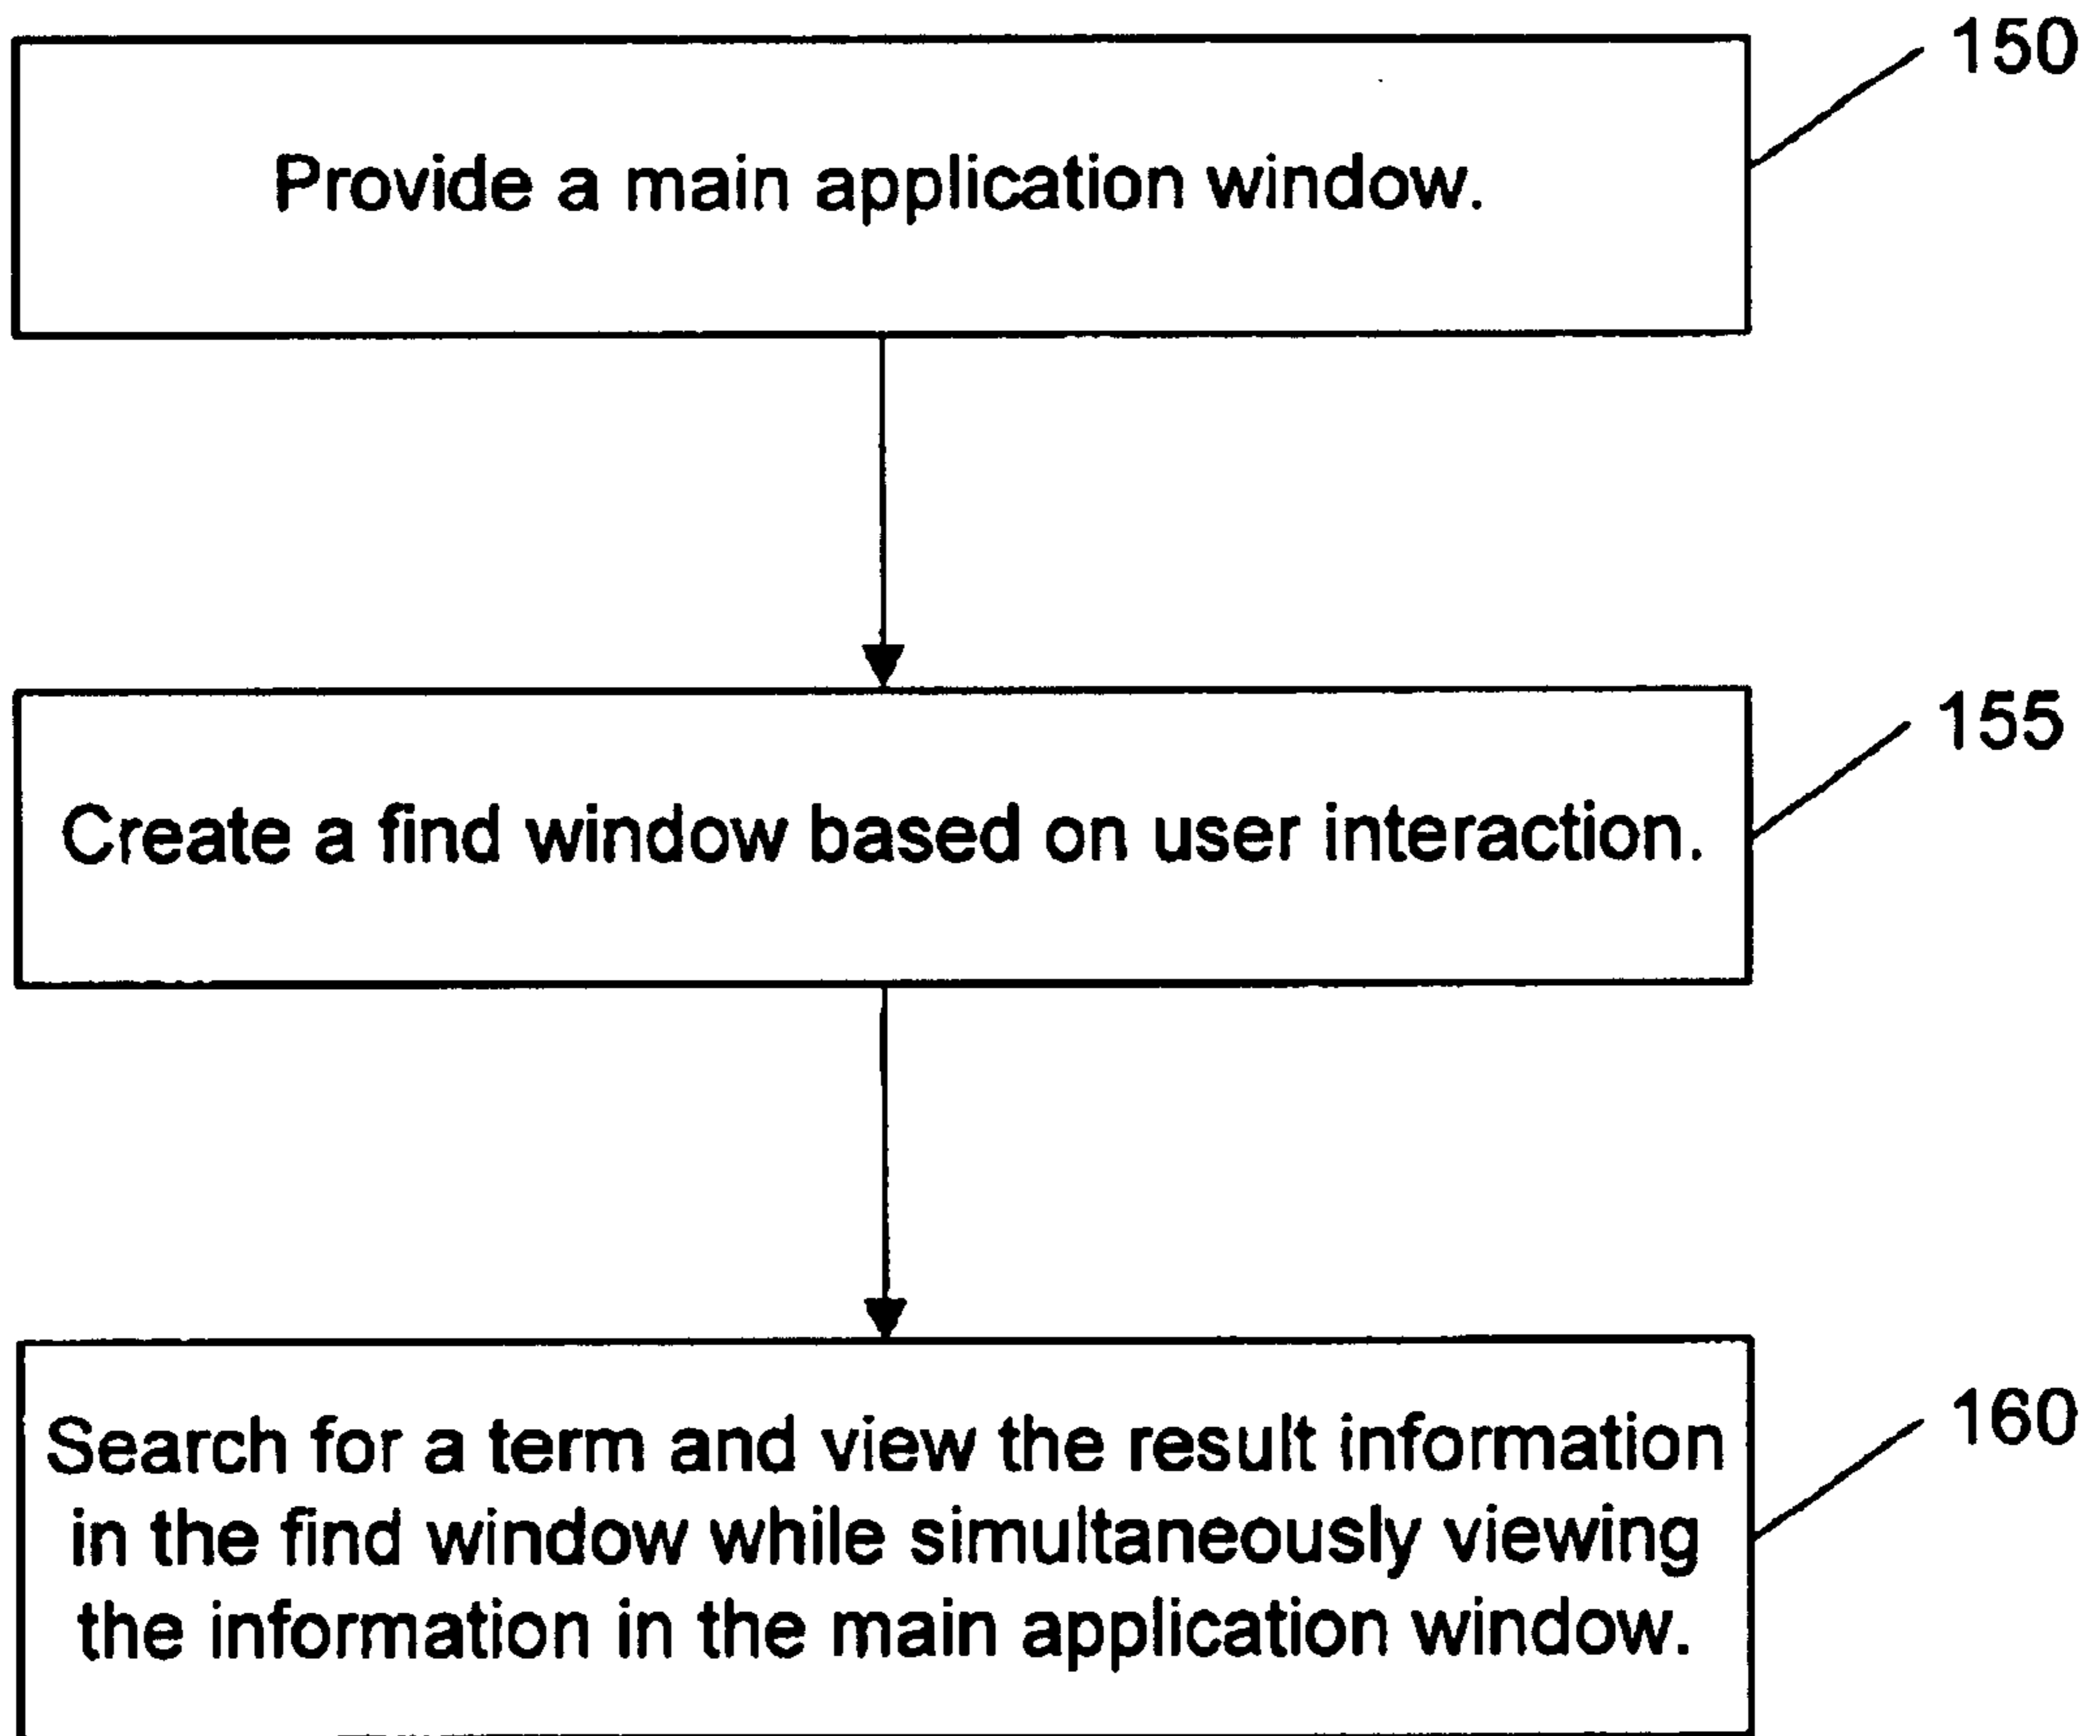 150
Provide a main application window.
155
Create a find window based on user interaction.
160
Search for a term and view the result information
in the find window while simultaneously viewing
the information in the main application window.